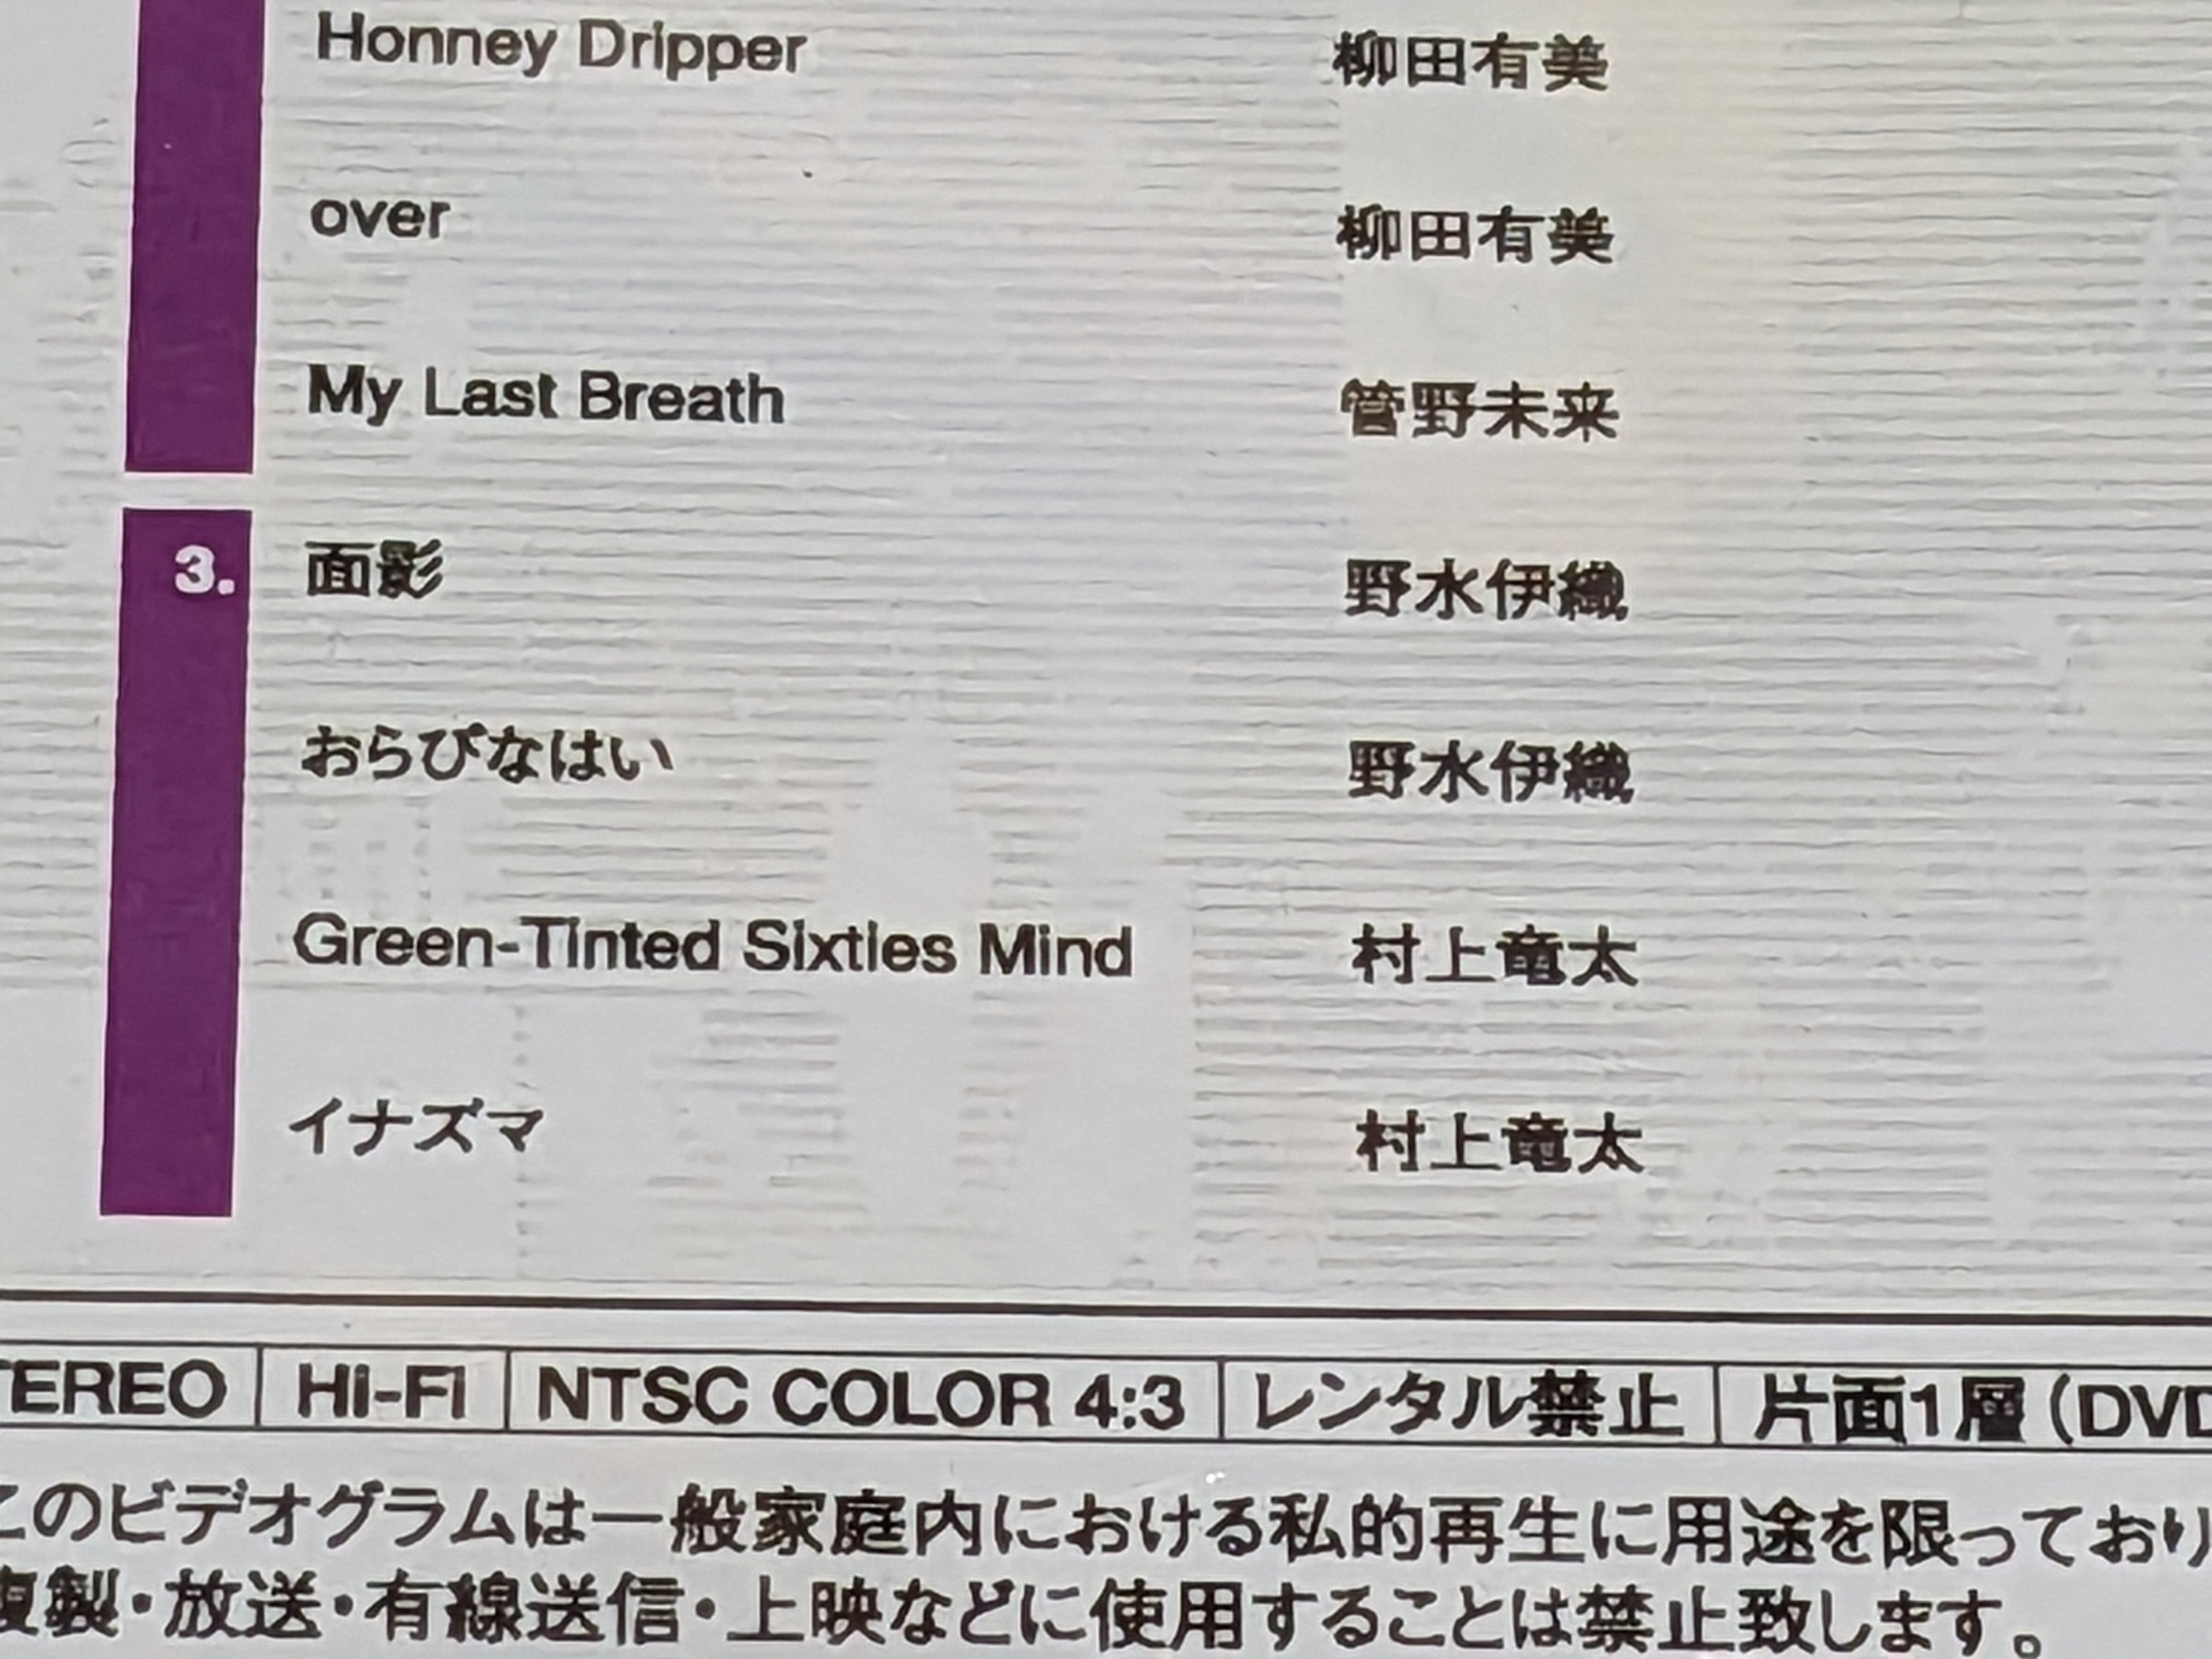 Honney Dripper 柳田有美
over 柳田有美
My Last Breath 管野未来
3. 面影 野水伊織
おらびなはい 野水伊織
Green-Tinted Sixties Mind 村上竜太
イナズマ 村上竜太
TEREO Hi-Fi NTSC COLOR 4:3 レンタル禁止 片面1層（DVD
このビデオグラムは一般家庭内における私的再生に用途を限っており
複製・放送・有線送信・上映などに使用することは禁止致します。